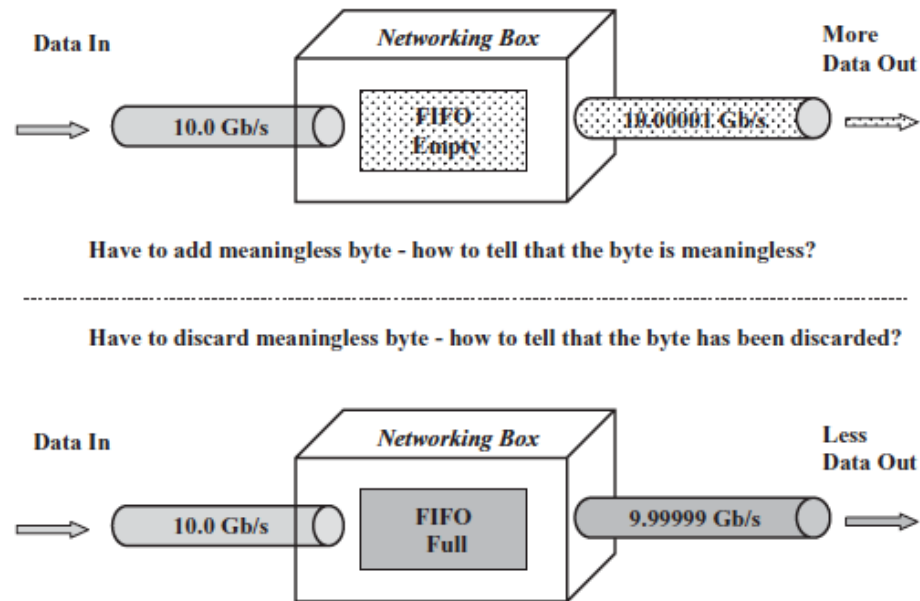 Data In
Networking Box
More
Data Out
10.0 Gb/s
FIFO
Empty
10.00001 Gb/s
Have to add meaningless byte - how to tell that the byte is meaningless?
Have to discard meaningless byte - how to tell that the byte has been discarded?
Data In
Networking Box
Less
Data Out
10.0 Gb/s
FIFO
Full
9.99999 Gb/s